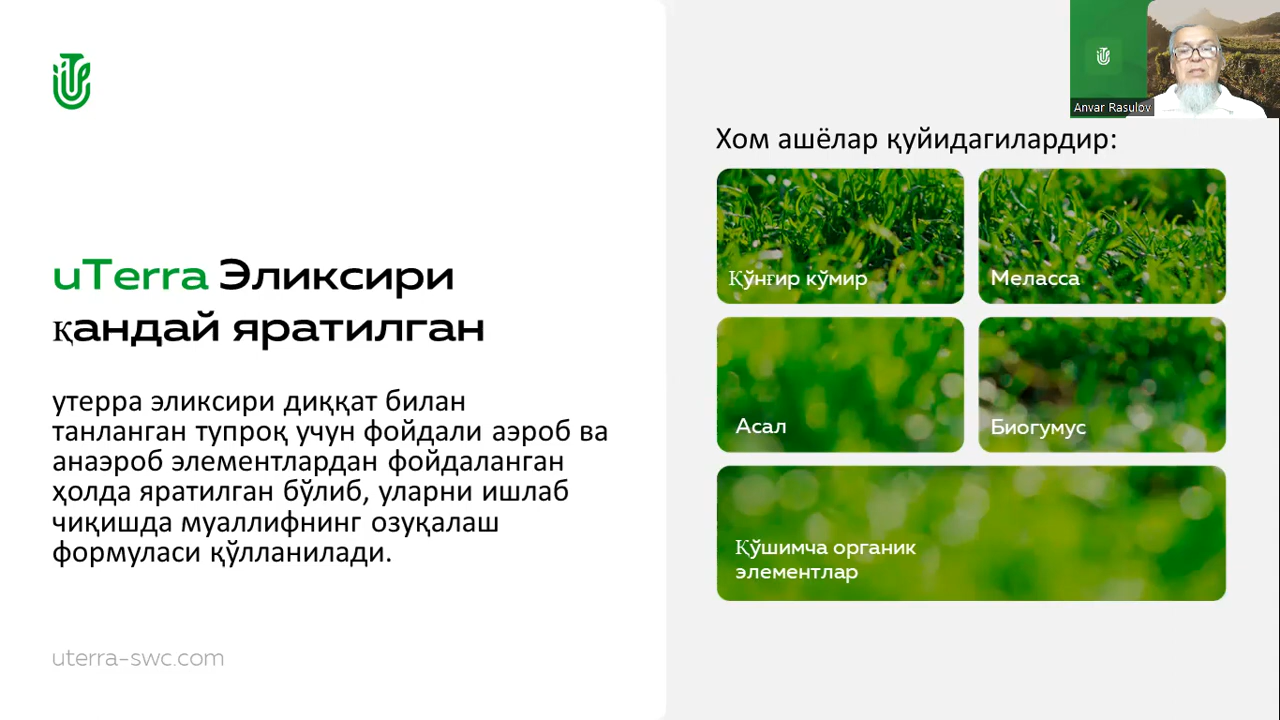 uTerra Эликсири
қандай яратилган
утерра эликсири диққат билан
танланган тупроқ учун фойдали аэроб ва
анаэроб элементлардан фойдаланган
ҳолда яратилган бўлиб, уларни ишлаб
чиқишда муаллифнинг озуқалаш
формуласи қўлланилади.
uterra-swc.com
Anvar Rasulov
Хом ашёлар қуйидагилардир:
Қўнғир кўмир
Меласса
Асал
Биогумус
Қўшимча органик
элементлар